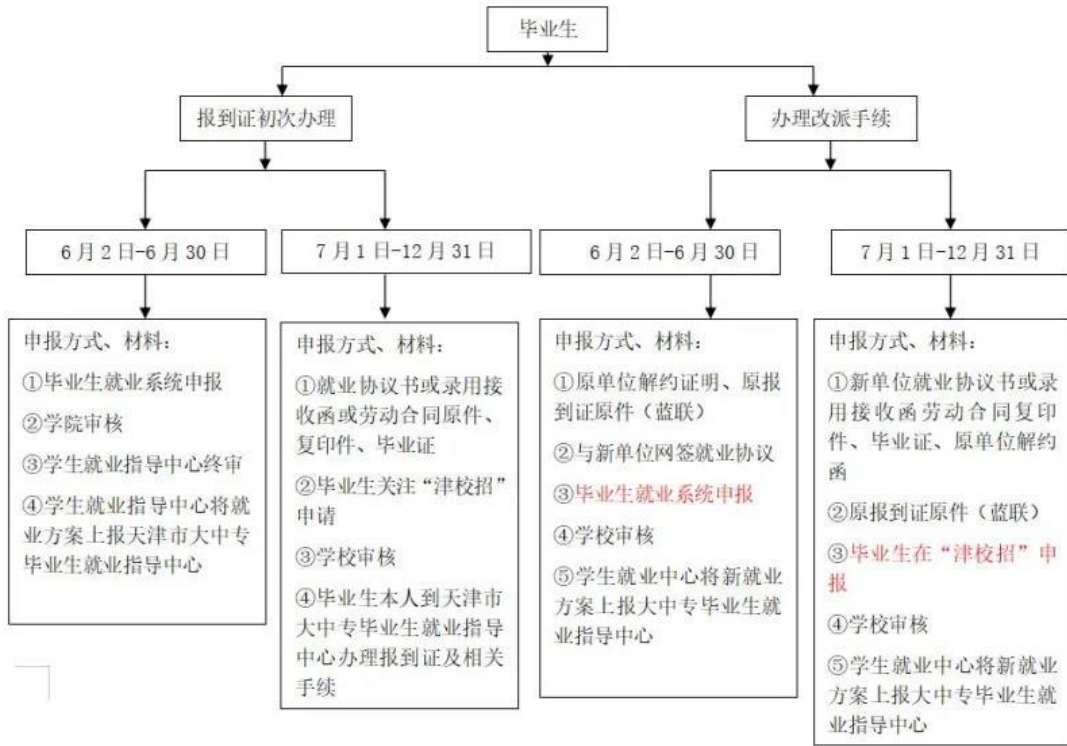 毕业生
报到证初次办理
办理改派手续
6月2日-6月30日
7月1日-12月31日
6月2日-6月30日
7月1日-12月31日
申报方式、材料：
①毕业生就业系统申报
②学院审核
③学生就业指导中心终审
④学生就业指导中心将就
业方案上报天津市大中专
毕业生就业指导中心
申报方式、材料：
①就业协议书或录用接
收函或劳动合同原件、
复印件、毕业证
②毕业生关注“津校招”
申请
③学校审核
④毕业生本人到天津市
大中专毕业生就业指导
中心办理报到证及相关
手续
申报方式、材料：
①原单位解约证明、原报
到证原件（蓝联）
②与新单位网签就业协议
③毕业生就业系统申报
④学校审核
⑤学生就业中心将新就业
方案上报大中专毕业生就
业指导中心
申报方式、材料：
①新单位就业协议书或录
用接收函劳动合同复印
件、毕业证、原单位解约
函
②原报到证原件（蓝联）
③毕业生在“津校招”申
报
④学校审核
⑤学生就业中心将新就业
方案上报大中专毕业生就
业指导中心